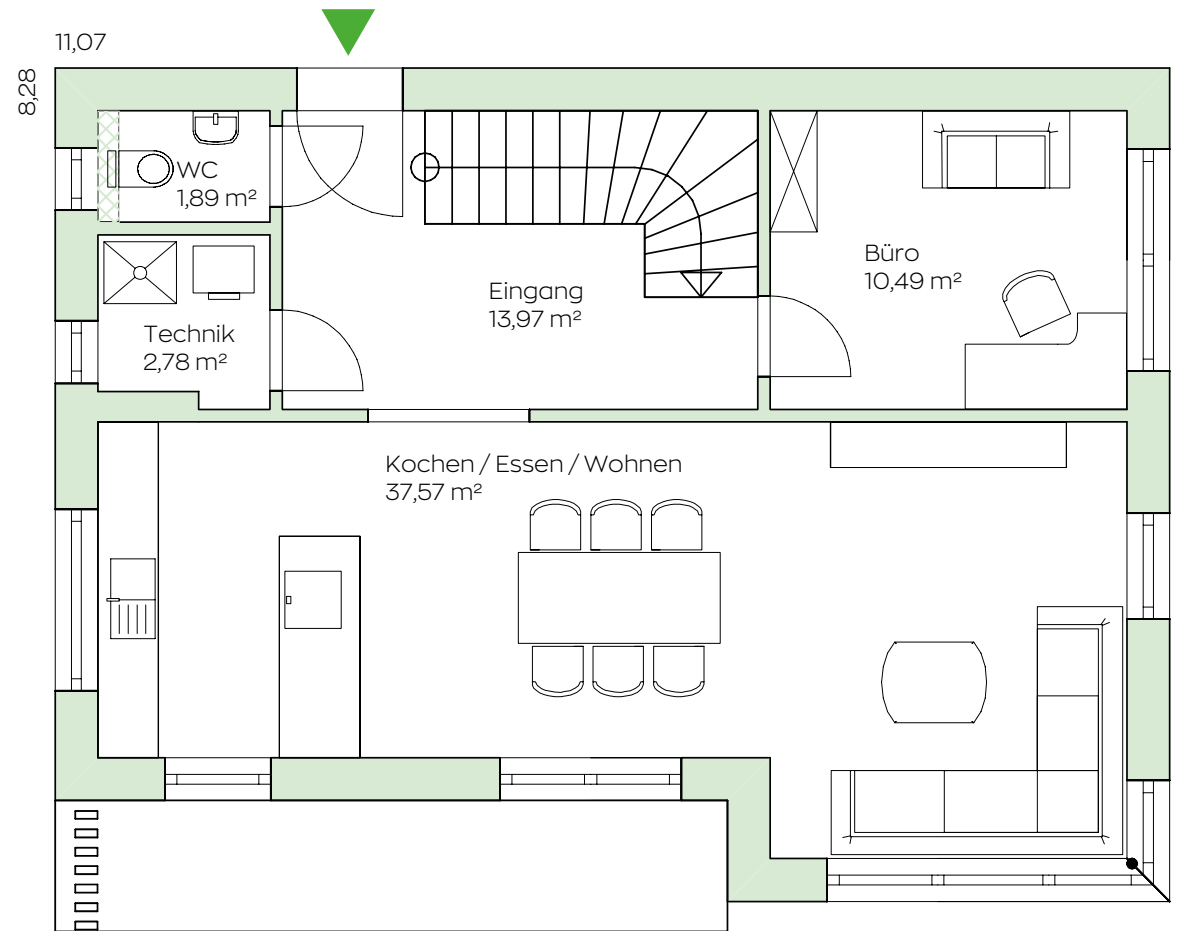 11,07
8,28
WC
1,89 m²
Büro
10,49 m²
Eingang
13,97 m²
Technik
2,78 m²
Kochen / Essen / Wohnen
37,57 m²